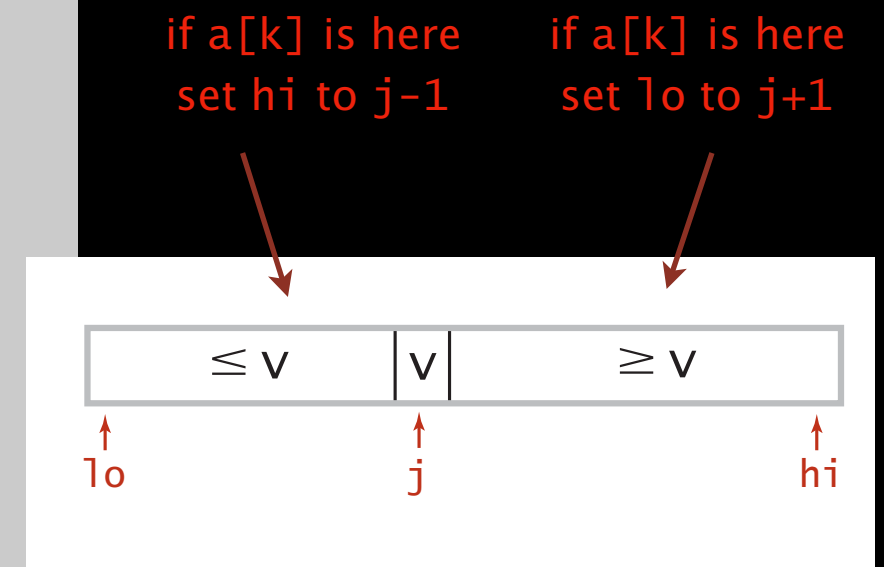 if a[k] is here
set hi to j-1
if a[k] is here
set lo to j+1
≤ v
v
≥ v
lo
j
hi